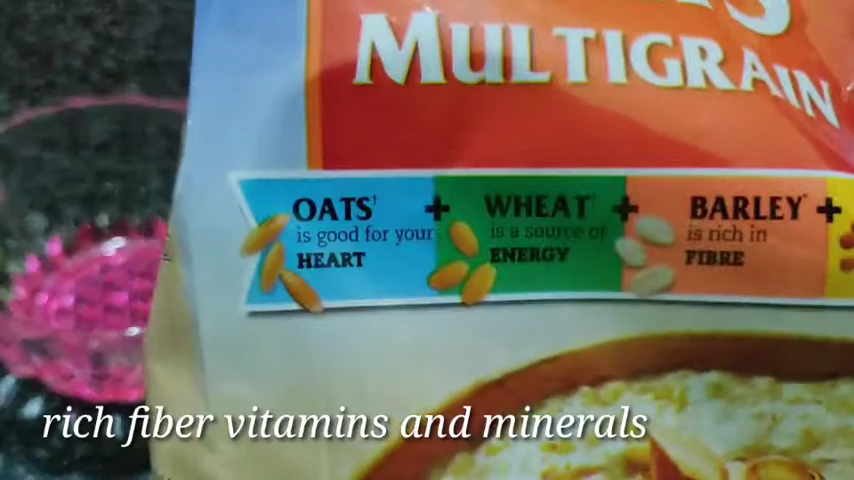 MULTIGRAIN
OATS† + WHEAT† + BARLEY* +
is good for your is a source of is rich in
HEART ENERGY FIBRE
rich fiber vitamins and minerals